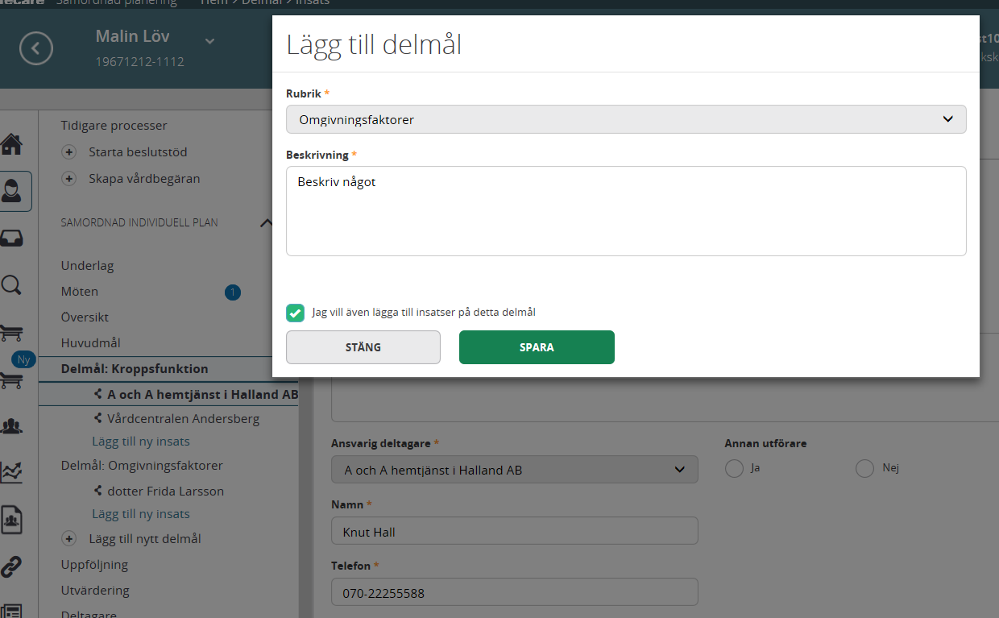 Samordnad planering Hem > Delmål > Insats
Malin Löv
19671212-1112
Lägg till delmål
Rubrik *
Omgivningsfaktorer
Beskrivning *
Beskriv något
Jag vill även lägga till insatser på detta delmål
STÄNG SPARA
Tidigare processer
Starta beslutstöd
Skapa vårdbegäran
SAMORDNAD INDIVIDUELL PLAN
Underlag
Möten 1
Översikt
Huvudmål
Ny
Delmål: Kroppsfunktion
A och A hemtjänst i Halland AB
Vårdcentralen Andersberg
Lägg till ny insats
Delmål: Omgivningsfaktorer
dotter Frida Larsson
Lägg till ny insats
Lägg till nytt delmål
Uppföljning
Utvärdering
Deltagare
Ansvarig deltagare * Annan utförare
A och A hemtjänst i Halland AB Ja Nej
Namn *
Knut Hall
Telefon *
070-22255588